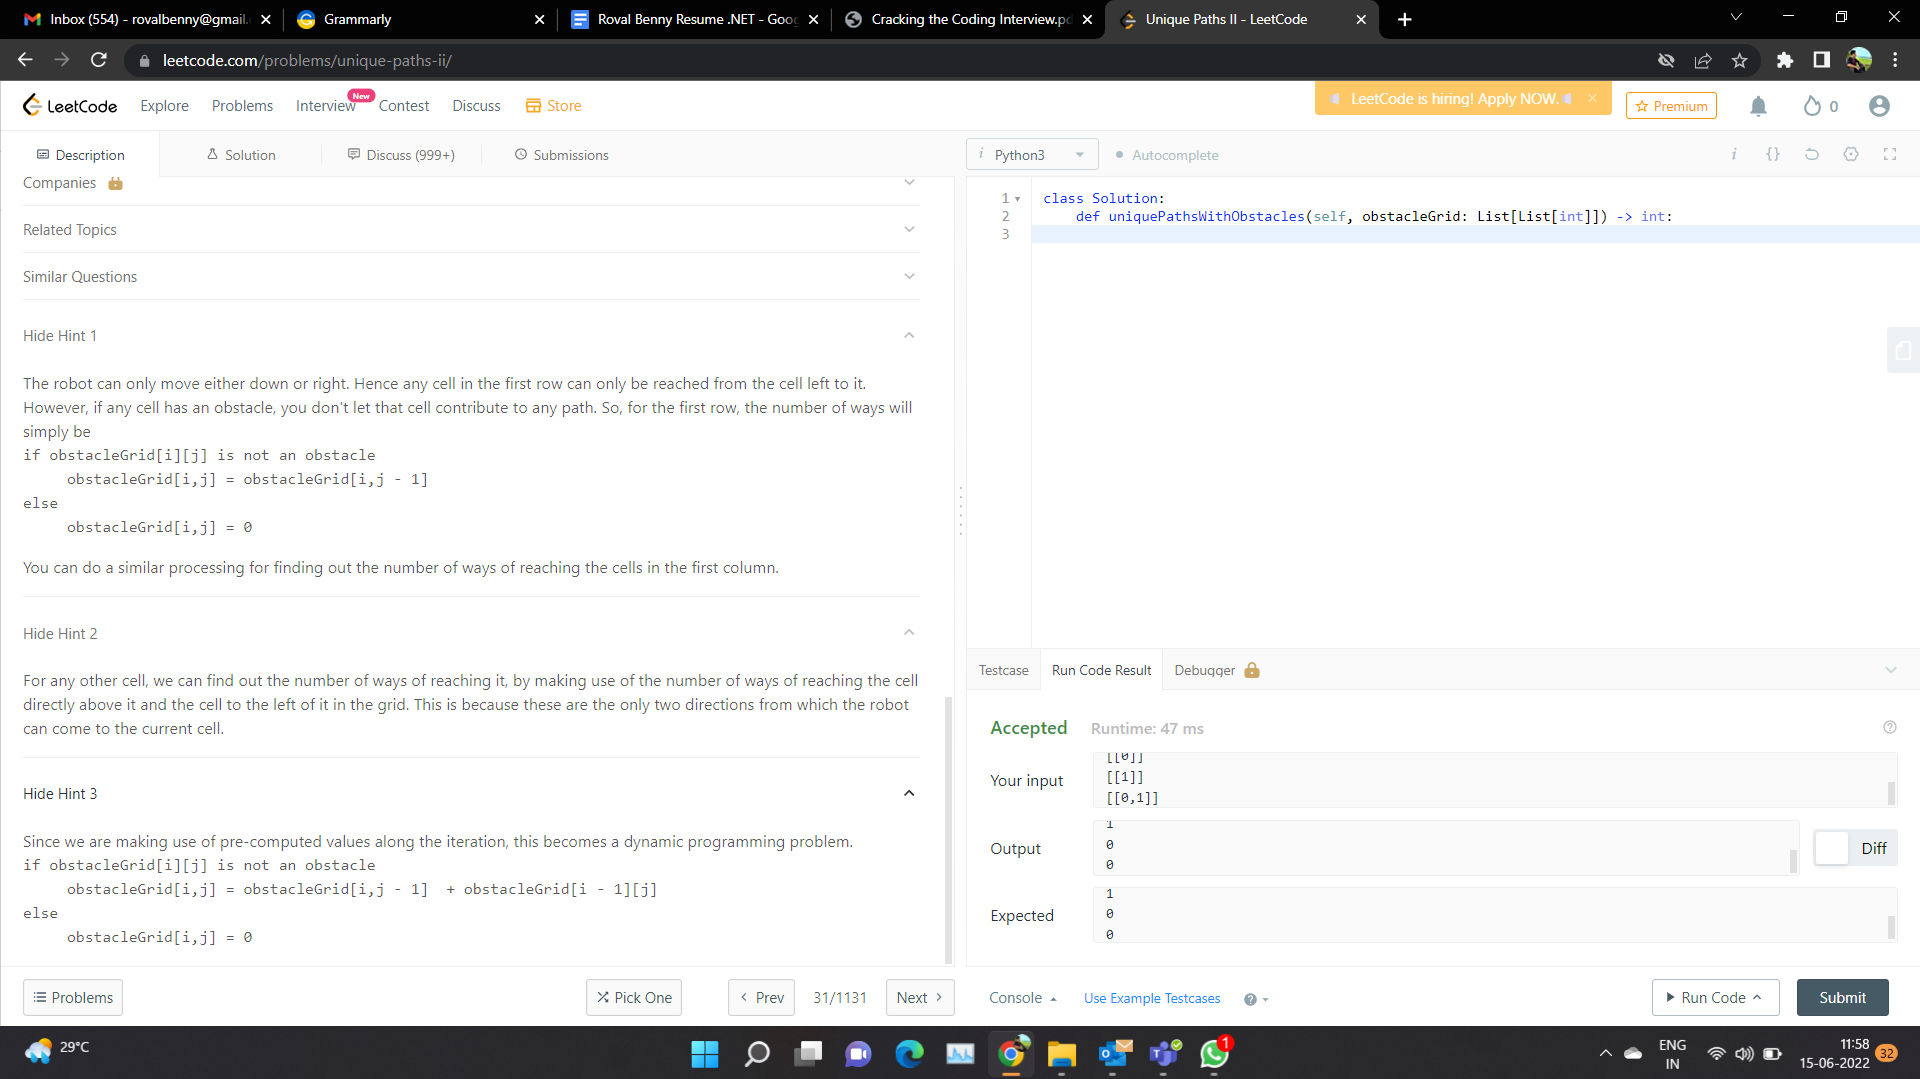 Inbox (554) - rovalbenny@gmail.
Grammarly
Roval Benny Resume .NET - Goog
Cracking the Coding Interview.pd
Unique Paths II - LeetCode
leetcode.com/problems/unique-paths-ii/
LeetCode
Explore
Problems
Interview
New
Contest
Discuss
Store
LeetCode is hiring! Apply NOW.
Premium
0
Description
Solution
Discuss (999+)
Submissions
Python3
Autocomplete
Companies
Related Topics
Similar Questions
Hide Hint 1
The robot can only move either down or right. Hence any cell in the first row can only be reached from the cell left to it.
However, if any cell has an obstacle, you don't let that cell contribute to any path. So, for the first row, the number of ways will
simply be
if obstacleGrid[i][j] is not an obstacle
obstacleGrid[i,j] = obstacleGrid[i,j - 1]
else
obstacleGrid[i,j] = 0
You can do a similar processing for finding out the number of ways of reaching the cells in the first column.
Hide Hint 2
For any other cell, we can find out the number of ways of reaching it, by making use of the number of ways of reaching the cell
directly above it and the cell to the left of it in the grid. This is because these are the only two directions from which the robot
can come to the current cell.
Hide Hint 3
Since we are making use of pre-computed values along the iteration, this becomes a dynamic programming problem.
if obstacleGrid[i][j] is not an obstacle
obstacleGrid[i,j] = obstacleGrid[i,j - 1]  + obstacleGrid[i - 1][j]
else
obstacleGrid[i,j] = 0
1 class Solution:
2 def uniquePathsWithObstacles(self, obstacleGrid: List[List[int]]) -> int:
3
Testcase
Run Code Result
Debugger
Accepted
Runtime: 47 ms
Your input
[[0]]
[[1]]
[[0,1]]
Output
1
0
0
Diff
Expected
1
0
0
Problems
Pick One
Prev
31/1131
Next
Console
Use Example Testcases
Run Code
Submit
29°C
1
ENG
IN
11:58
15-06-2022
32